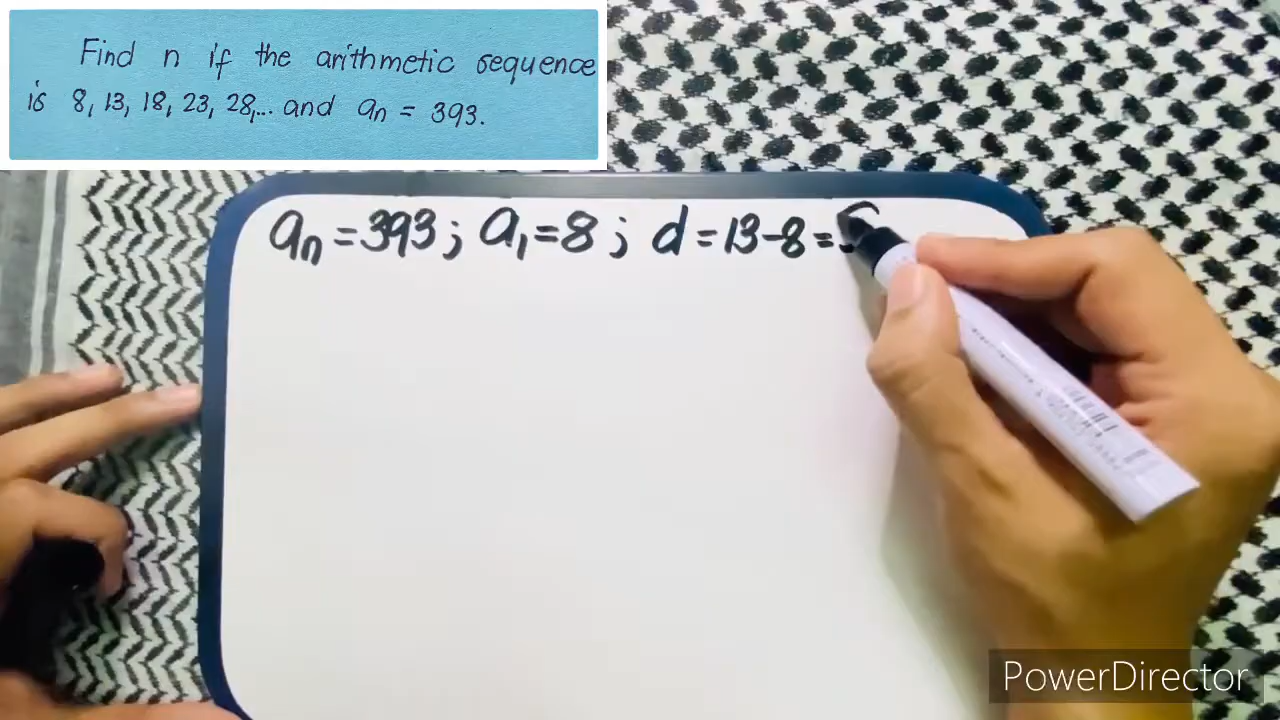 Find n if the arithmetic sequence
is 8, 13, 18, 23, 28,... and aₙ = 393.
aₙ = 393 ; a₁ = 8 ; d = 13-8 = 5
PowerDirector